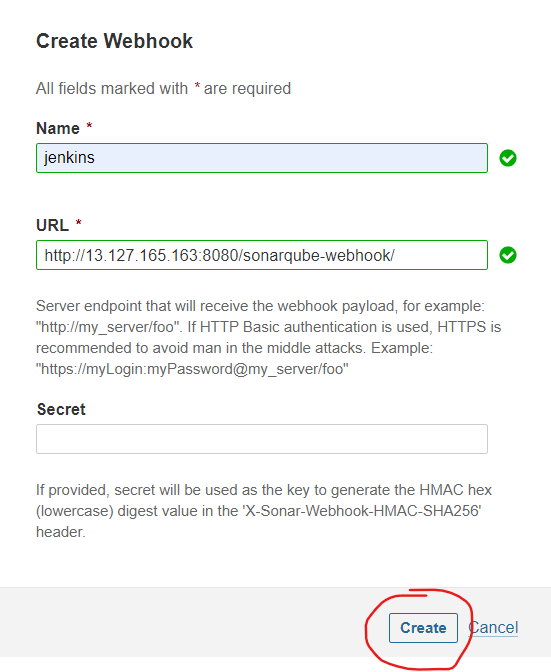 Create Webhook
All fields marked with * are required
Name *
jenkins
URL *
http://13.127.165.163:8080/sonarqube-webhook/
Server endpoint that will receive the webhook payload, for example:
"http://my_server/foo". If HTTP Basic authentication is used, HTTPS is
recommended to avoid man in the middle attacks. Example:
"https://myLogin:myPassword@my_server/foo"
Secret
If provided, secret will be used as the key to generate the HMAC hex
(lowercase) digest value in the 'X-Sonar-Webhook-HMAC-SHA256'
header.
Create Cancel